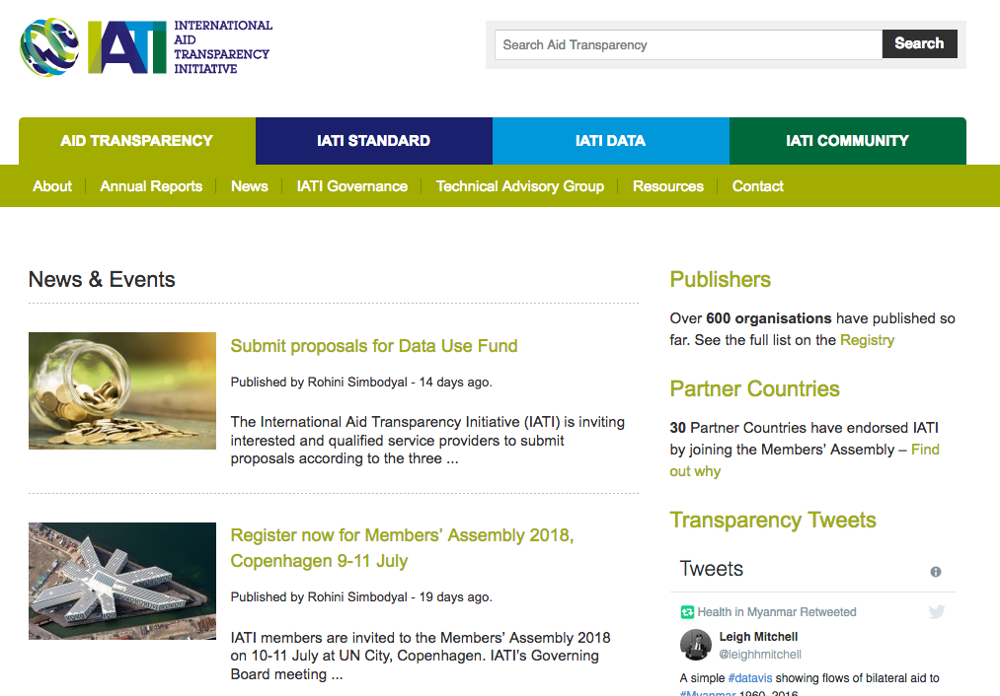 IATI
INTERNATIONAL
AID
TRANSPARENCY
INITIATIVE
Search Aid Transparency
Search
AID TRANSPARENCY
IATI STANDARD
IATI DATA
IATI COMMUNITY
About
Annual Reports
News
IATI Governance
Technical Advisory Group
Resources
Contact
News & Events
Submit proposals for Data Use Fund
Published by Rohini Simbodyal - 14 days ago.
The International Aid Transparency Initiative (IATI) is inviting
interested and qualified service providers to submit
proposals according to the three ...
Register now for Members’ Assembly 2018,
Copenhagen 9-11 July
Published by Rohini Simbodyal - 19 days ago.
IATI members are invited to the Members’ Assembly 2018
on 10-11 July at UN City, Copenhagen. IATI’s Governing
Board meeting ...
Publishers
Over 600 organisations have published so
far. See the full list on the Registry
Partner Countries
30 Partner Countries have endorsed IATI
by joining the Members’ Assembly – Find
out why
Transparency Tweets
Tweets
Health in Myanmar Retweeted
Leigh Mitchell
@leighhmitchell
A simple #datavis showing flows of bilateral aid to
#Myanmar 1960-2016